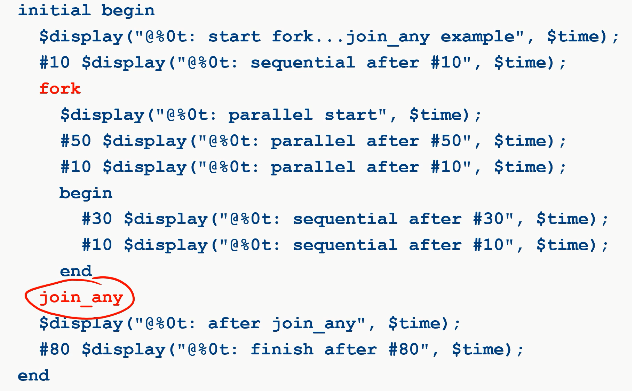 initial begin
$display("@%0t: start fork...join_any example", $time);
#10 $display("@%0t: sequential after #10", $time);
fork
$display("@%0t: parallel start", $time);
#50 $display("@%0t: parallel after #50", $time);
#10 $display("@%0t: parallel after #10", $time);
begin
#30 $display("@%0t: sequential after #30", $time);
#10 $display("@%0t: sequential after #10", $time);
end
join_any
$display("@%0t: after join_any", $time);
#80 $display("@%0t: finish after #80", $time);
end